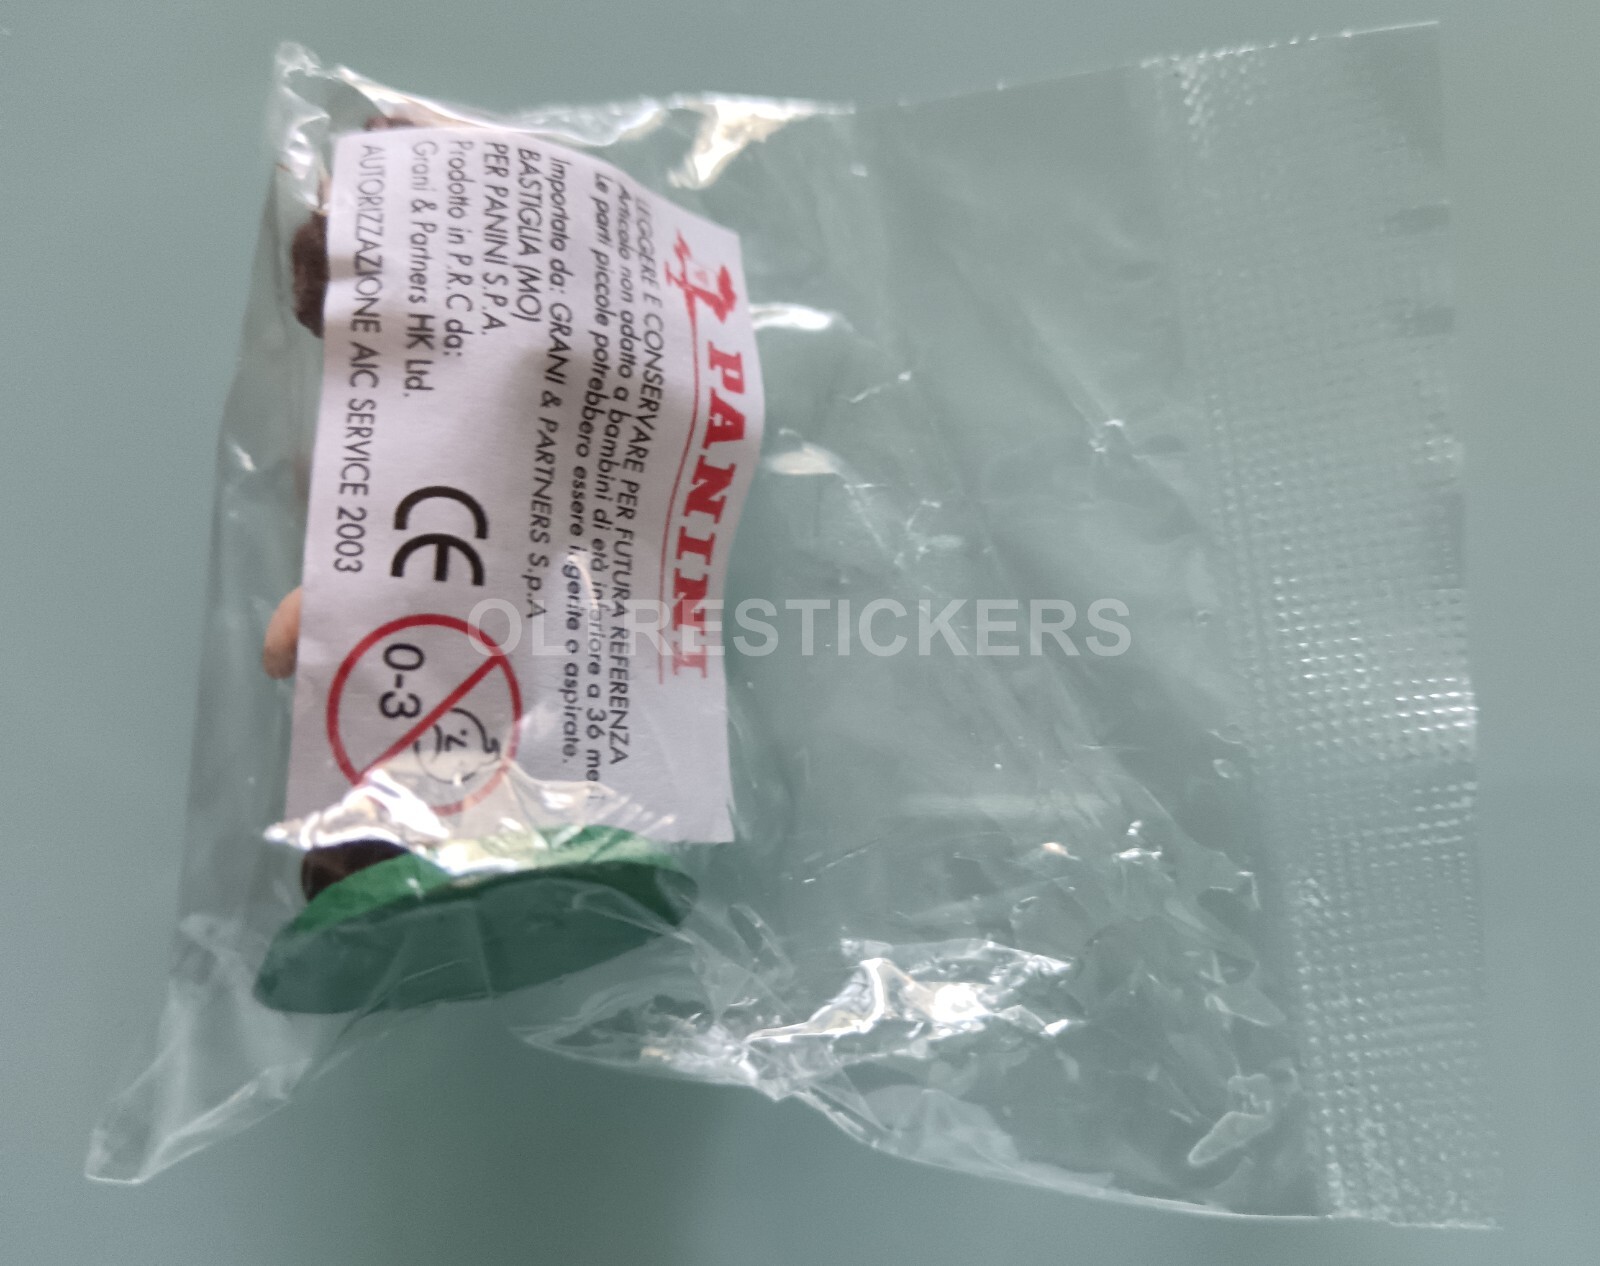 PANINI
LEGGERE E CONSERVARE PER FUTURA REFERENZA
Articolo non adatto a bambini di età inferiore a 36 mesi
Le parti piccole potrebbero essere ingerite o aspirate.
Importato da: GRANI & PARTNERS S.p.A
BASTIGLIA (MO)
PER PANINI S.P.A.
Prodotto in P.R.C da:
Grani & Partners HK Ltd.
AUTORIZZAZIONE AIC SERVICE 2003
CE
0-3
OLTRESTICKERS